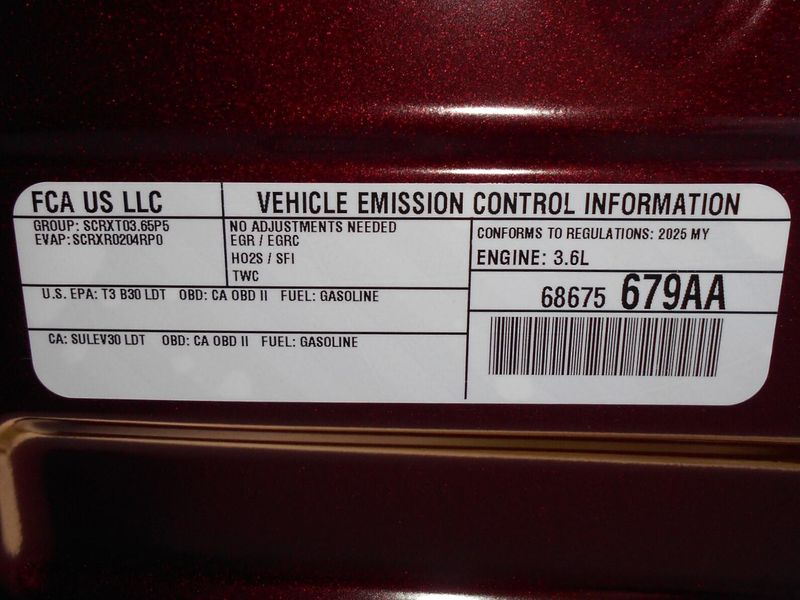 FCA US LLC
VEHICLE EMISSION CONTROL INFORMATION
GROUP: SCRXT03.65P5
EVAP: SCRXR0204RP0
NO ADJUSTMENTS NEEDED
EGR / EGRC
HO2S / SFI
TWC
CONFORMS TO REGULATIONS: 2025 MY
ENGINE: 3.6L
U.S. EPA: T3 B30 LDT OBD: CA OBD II FUEL: GASOLINE
68675 679AA
CA: SULEV30 LDT OBD: CA OBD II FUEL: GASOLINE